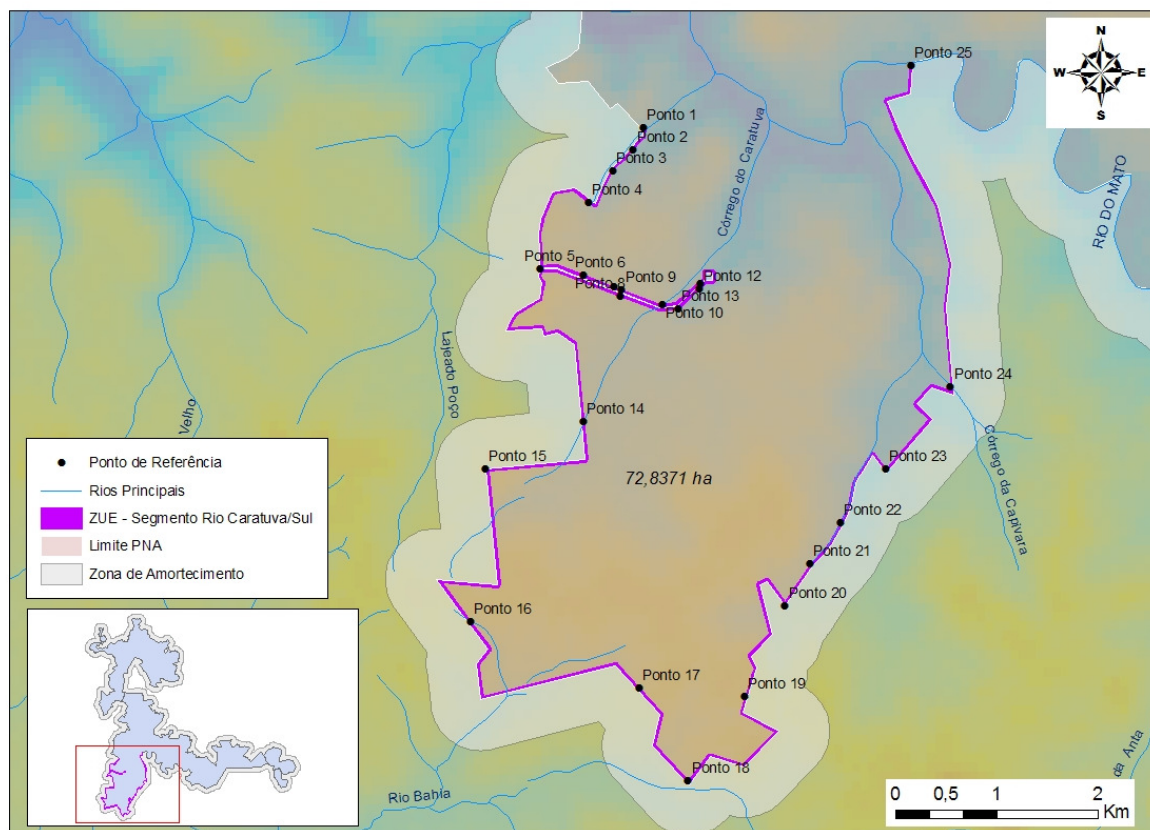 N
W E
S
Ponto 25
Ponto 1
Ponto 2
Ponto 3
Ponto 4
Córrego do Caratuva
RIO DO MATO
Ponto 5
Ponto 6
Ponto 8
Ponto 9
Ponto 12
Ponto 13
Ponto 10
Lajeado Poço
Velho
Ponto 24
Ponto 14
Ponto 15
Ponto 23
Córrego da Capivara
72,8371 ha
Ponto 22
Ponto 21
Ponto 20
Ponto 16
Ponto 17
Ponto 19
Ponto 18
Rio Bahia
da Anta
Ponto de Referência
Rios Principais
ZUE - Segmento Rio Caratuva/Sul
Limite PNA
Zona de Amortecimento
0 0,5 1 2
Km